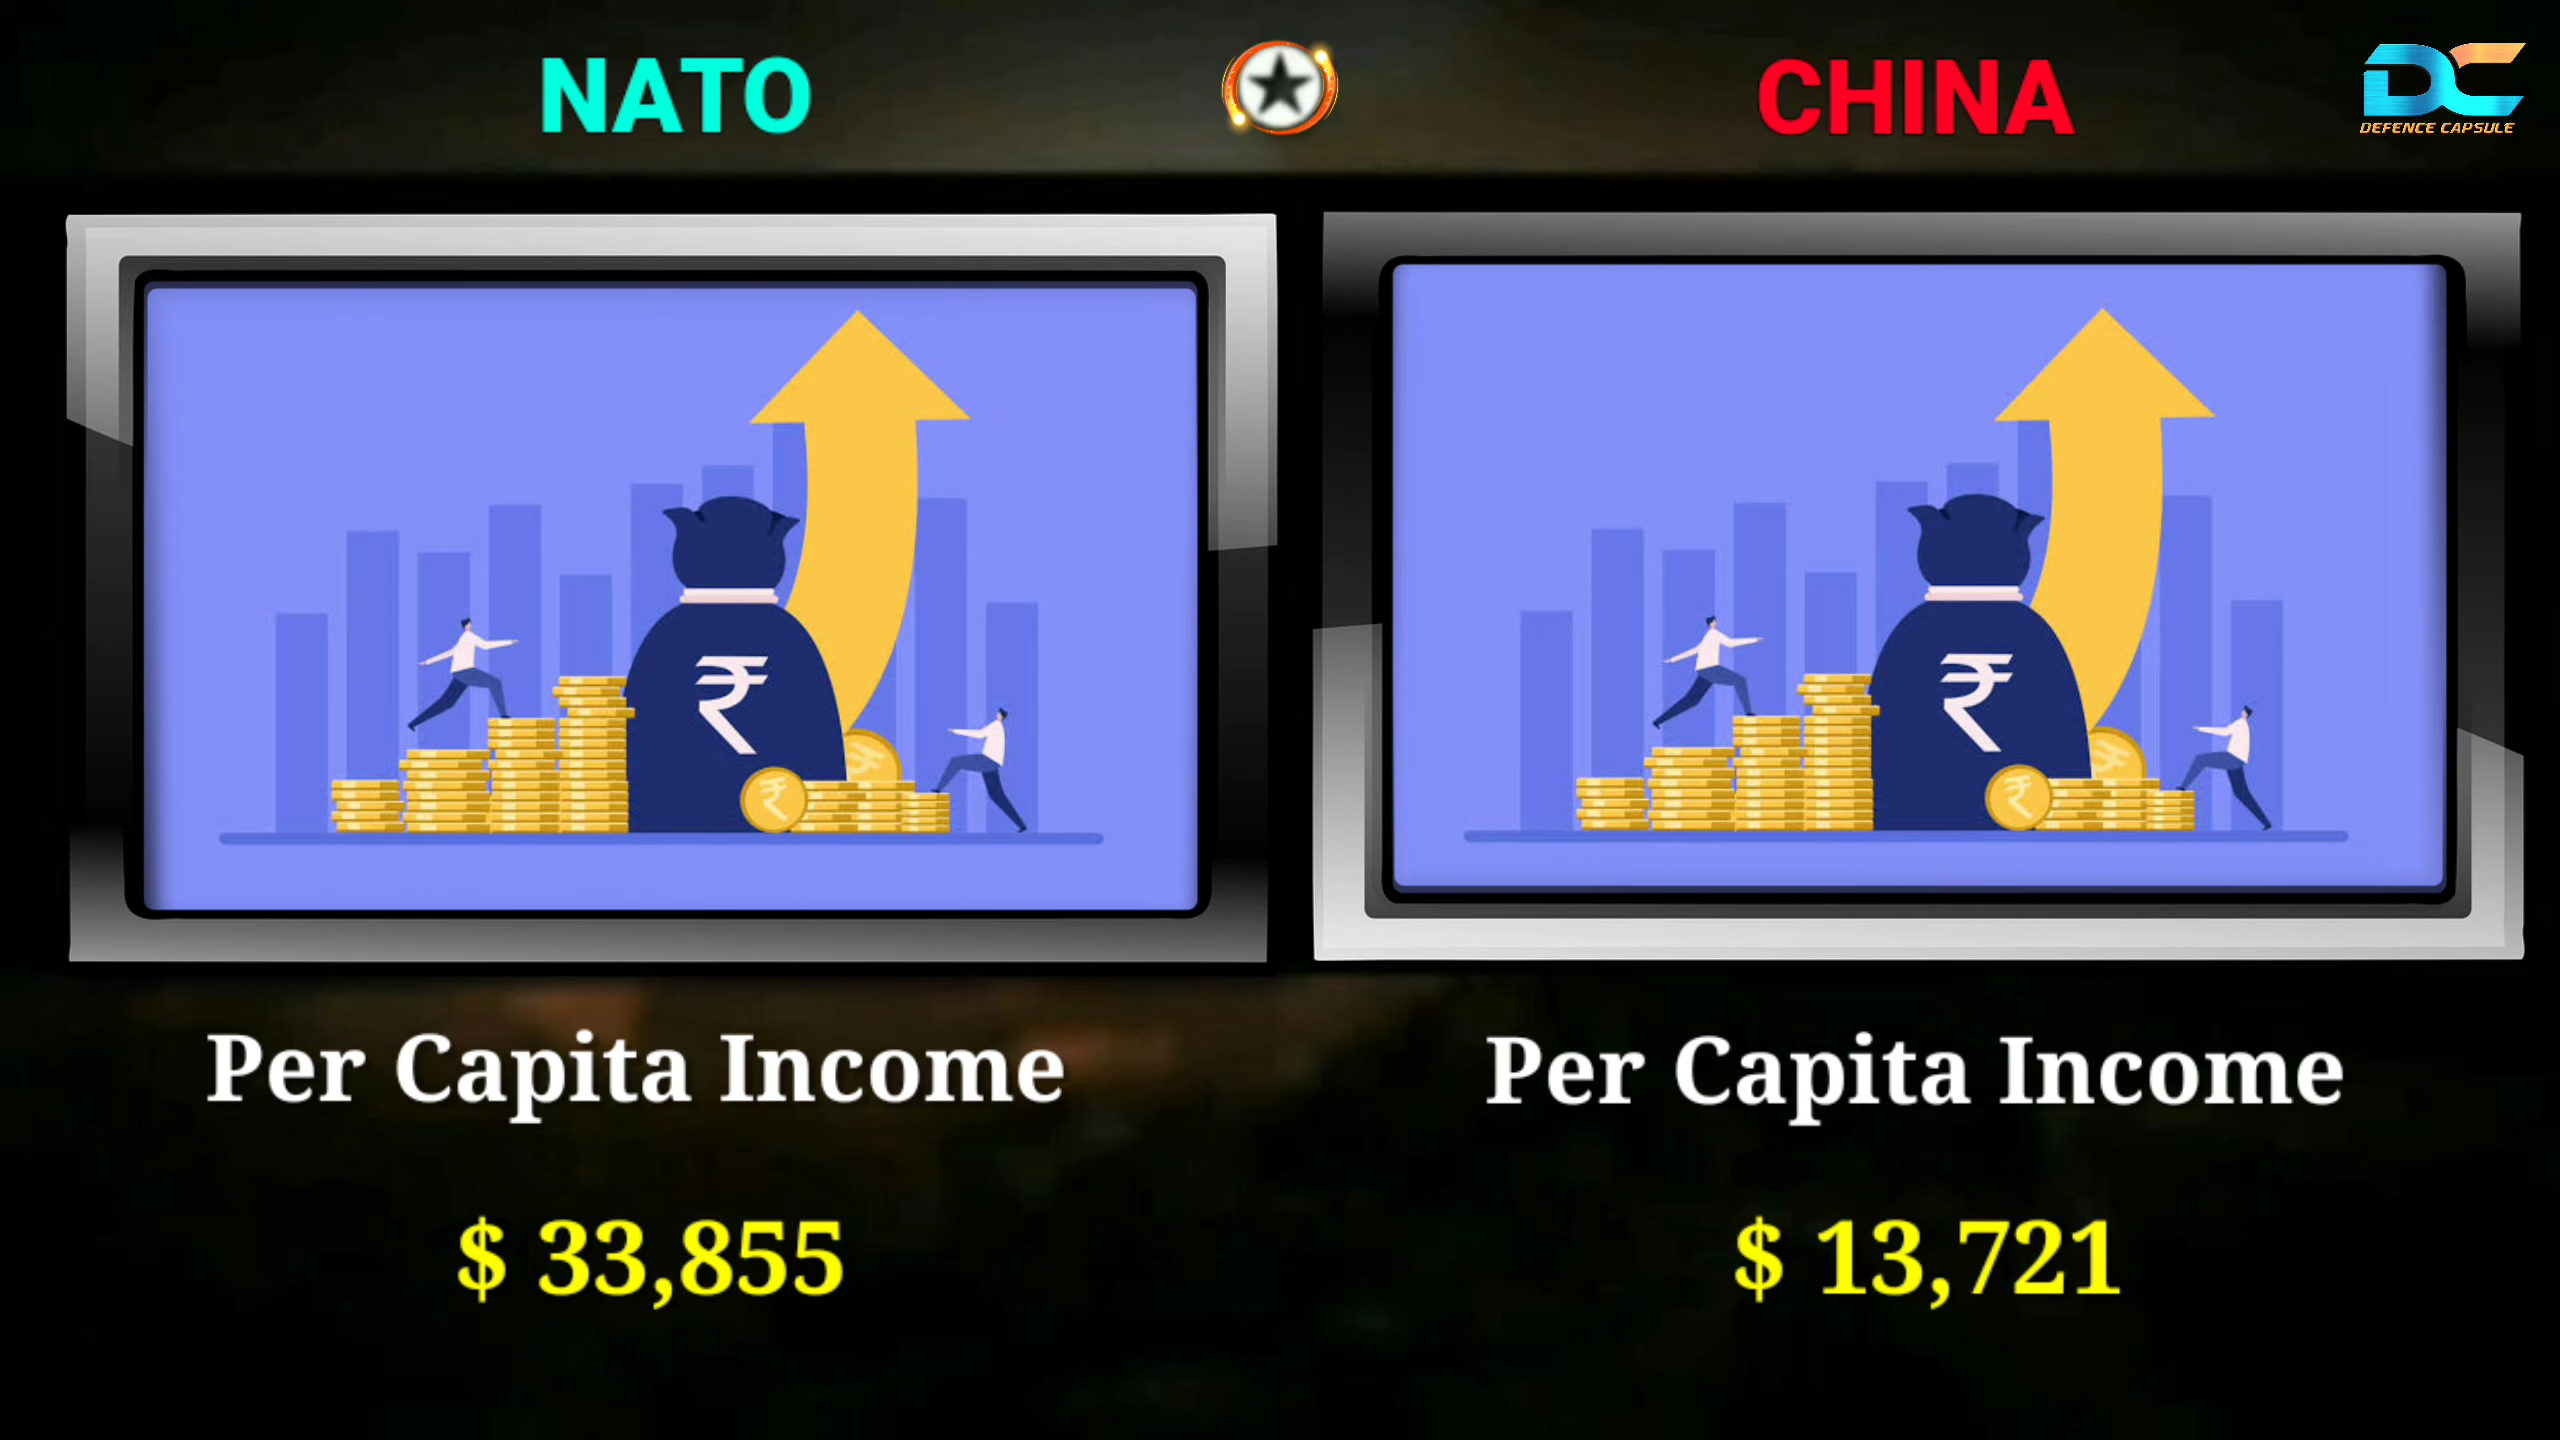 NATO
CHINA
DC
DEFENCE CAPSULE
₹
₹
₹
₹
₹
₹
Per Capita Income
Per Capita Income
$ 33,855
$ 13,721